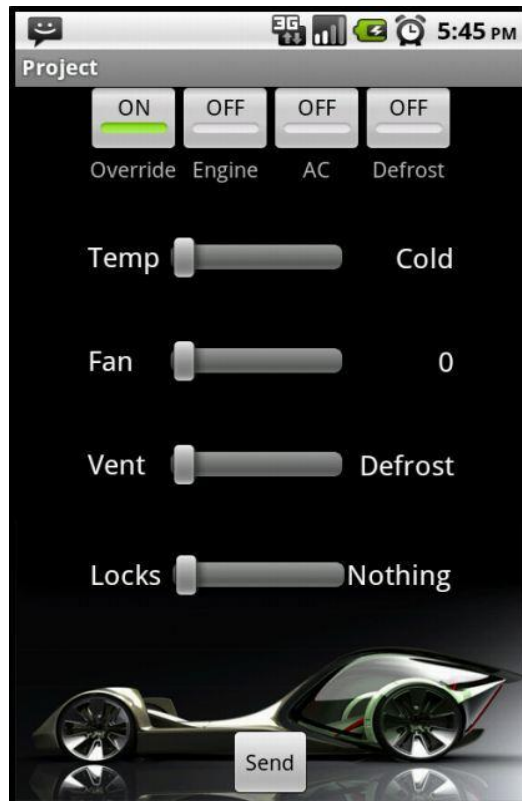 3G 5:45 PM
Project
ON OFF OFF OFF
Override Engine AC Defrost
Temp Cold
Fan 0
Vent Defrost
Locks Nothing
Send